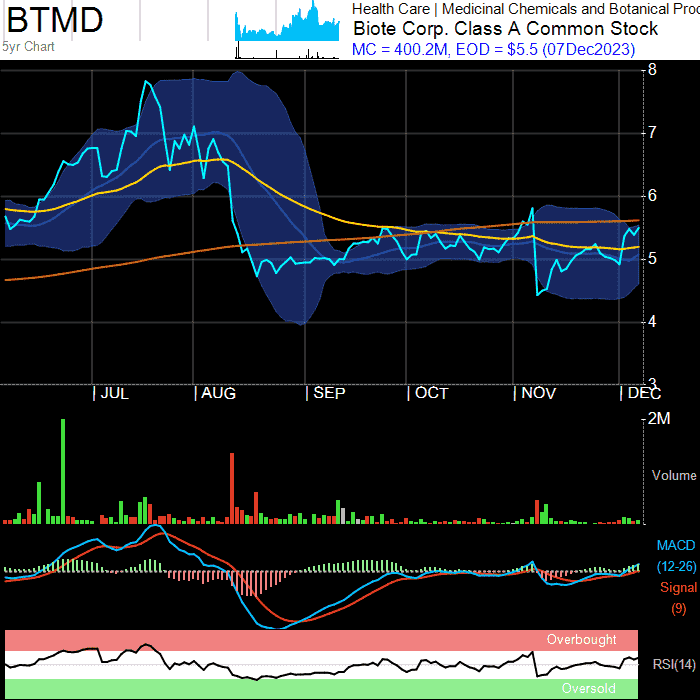 BTMD
5yr Chart
Health Care | Medicinal Chemicals and Botanical Proc
Biote Corp. Class A Common Stock
MC = 400.2M, EOD = $5.5 (07Dec2023)
8
7
6
5
4
3
JUL
AUG
SEP
OCT
NOV
DEC
2M
Volume
MACD
(12-26)
Signal
(9)
Overbought
RSI(14)
Oversold